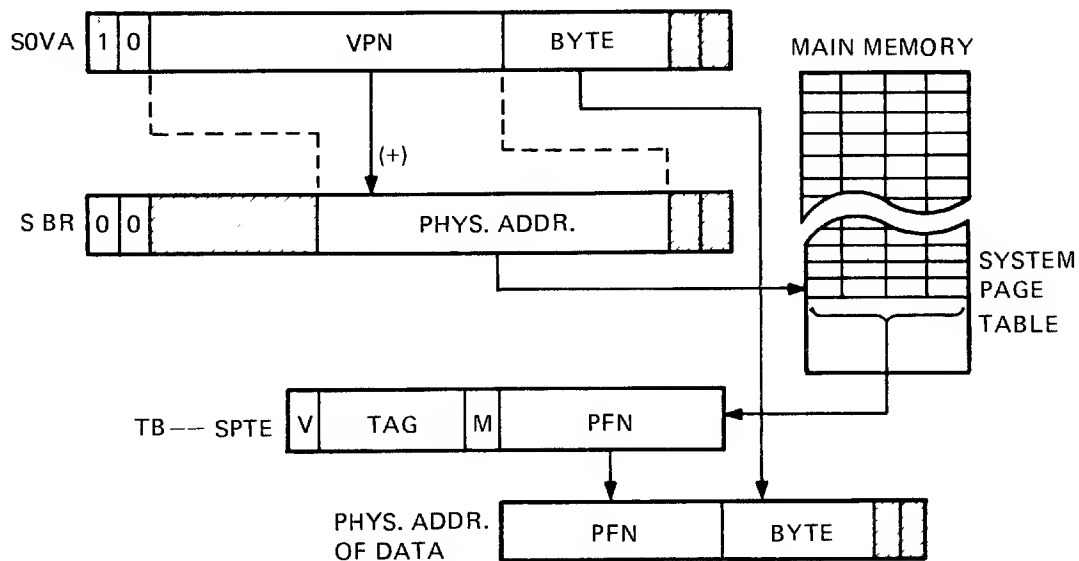 S0VA 1 0 VPN BYTE
MAIN MEMORY
(+)
SBR 0 0 PHYS. ADDR.
SYSTEM
PAGE
TABLE
TB–– SPTE V TAG M PFN
PHYS. ADDR.
OF DATA
PFN BYTE